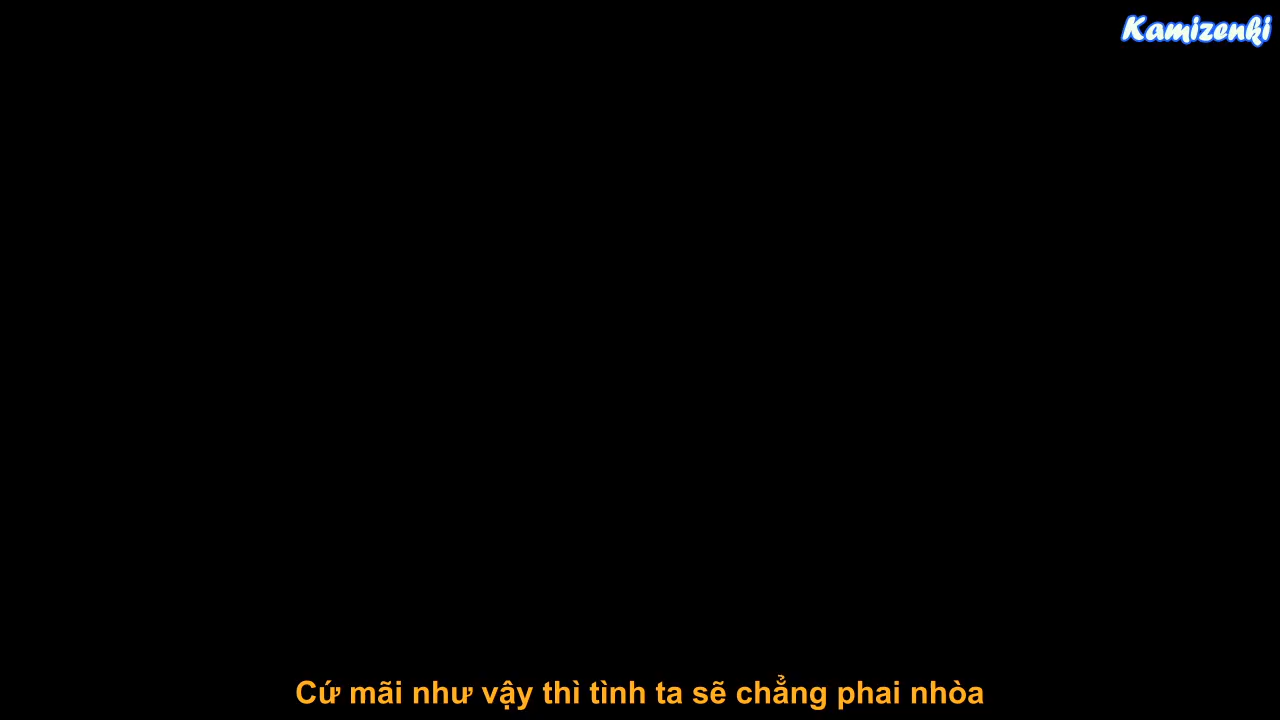 Kamizenki
Cứ mãi như vậy thì tình ta sẽ chẳng phai nhòa